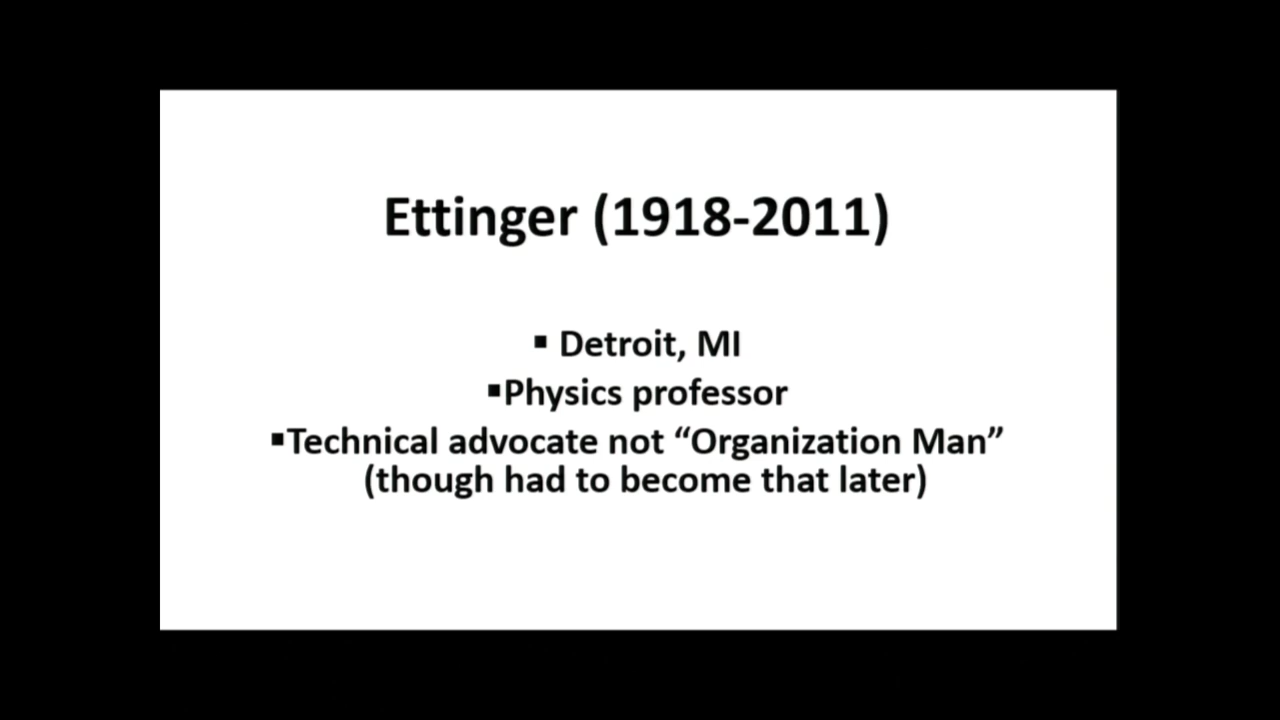 Ettinger (1918-2011)
▪ Detroit, MI
▪Physics professor
▪Technical advocate not “Organization Man”
(though had to become that later)